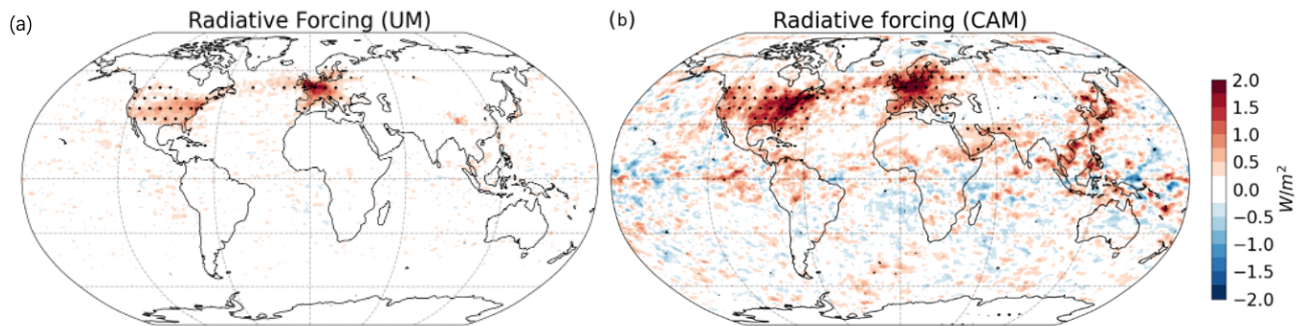 (a)
Radiative Forcing (UM)
(b)
Radiative forcing (CAM)
2.0
1.5
1.0
0.5
0.0
−0.5
−1.0
−1.5
−2.0
W/m²